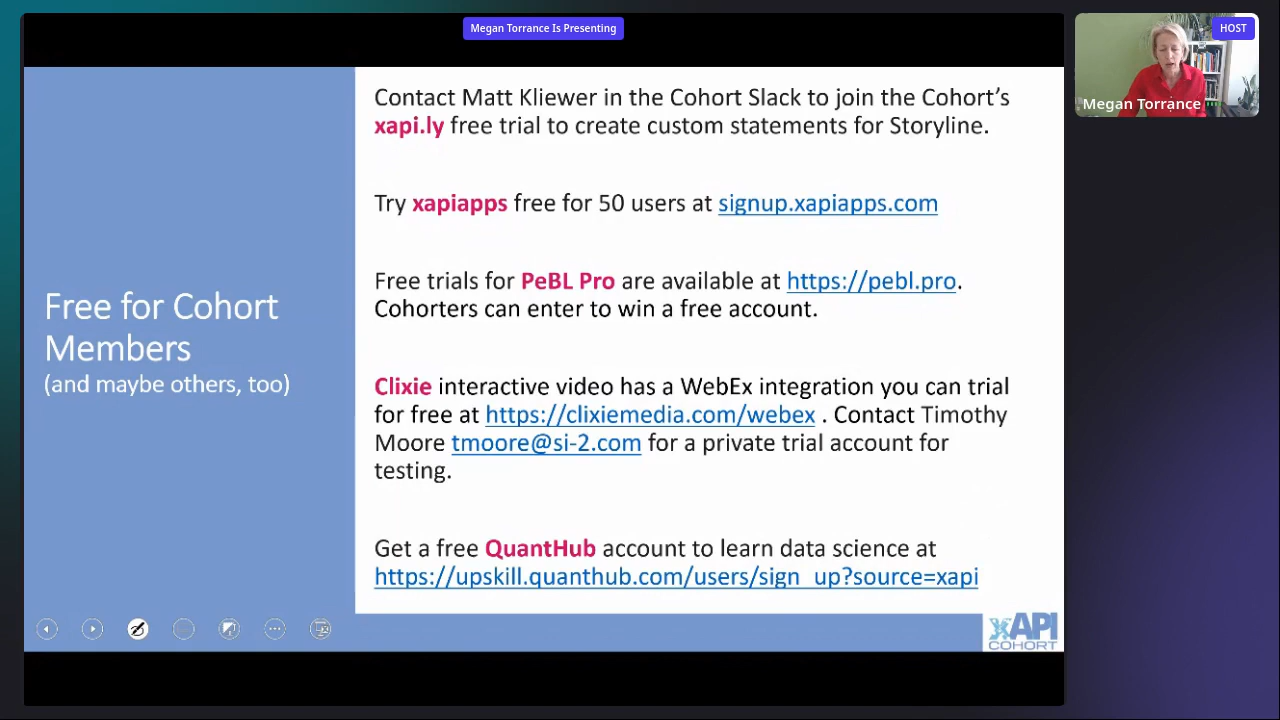 Megan Torrance Is Presenting
HOST
Megan Torrance
Contact Matt Kliewer in the Cohort Slack to join the Cohort's
xapi.ly free trial to create custom statements for Storyline.
Try xapiapps free for 50 users at signup.xapiapps.com
Free trials for PeBL Pro are available at https://pebl.pro.
Cohorters can enter to win a free account.
Free for Cohort
Members
(and maybe others, too)
Clixie interactive video has a WebEx integration you can trial
for free at https://clixiemedia.com/webex . Contact Timothy
Moore tmoore@si-2.com for a private trial account for
testing.
Get a free QuantHub account to learn data science at
https://upskill.quanthub.com/users/sign_up?source=xapi
xAPI
COHORT